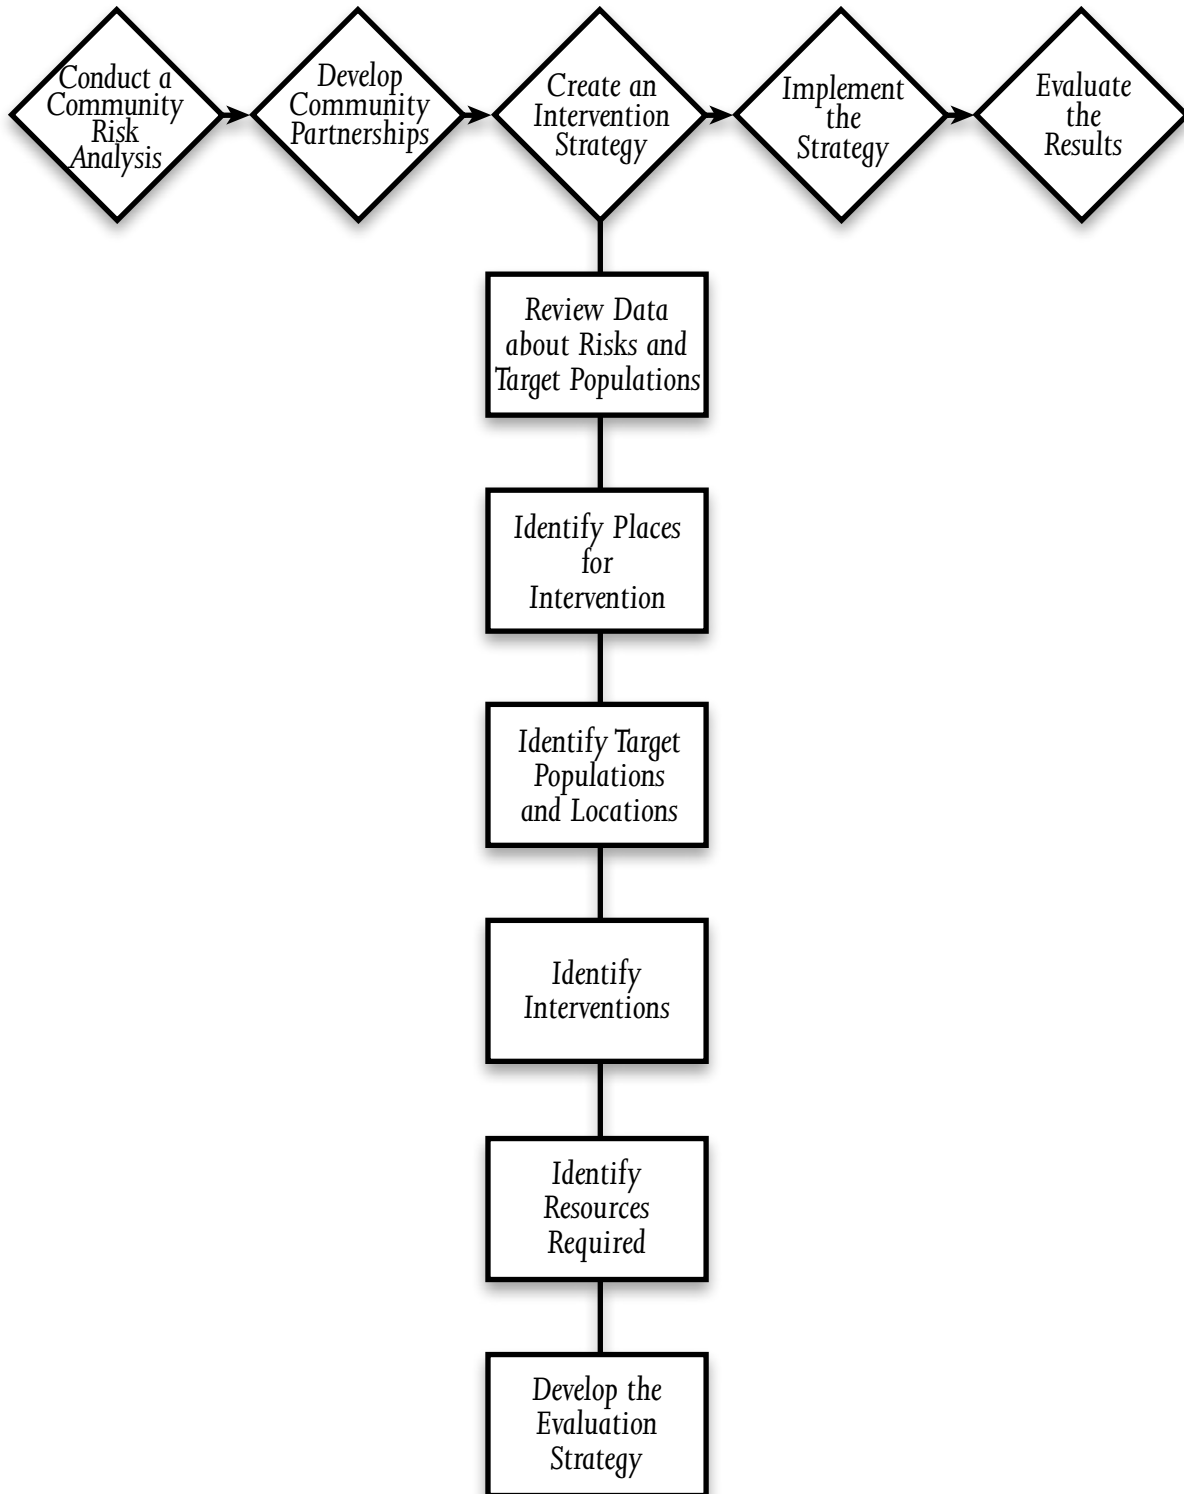 Conduct a
Community
Risk
Analysis
Develop
Community
Partnerships
Create an
Intervention
Strategy
Implement
the
Strategy
Evaluate
the
Results
Review Data
about Risks and
Target Populations
Identify Places
for
Intervention
Identify Target
Populations
and Locations
Identify
Interventions
Identify
Resources
Required
Develop the
Evaluation
Strategy